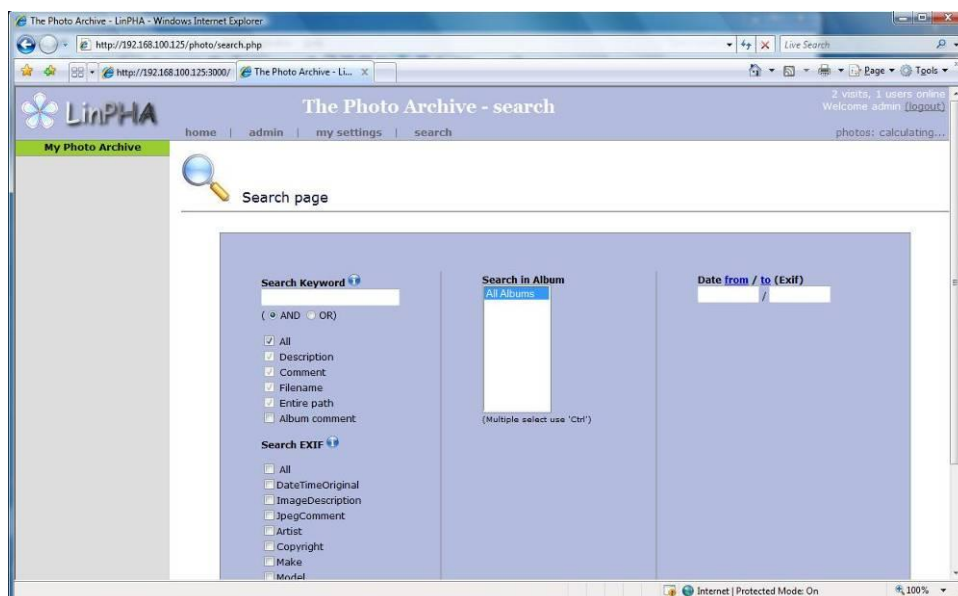 The Photo Archive - LinPHA - Windows Internet Explorer
http://192.168.100.125/photo/search.php
Live Search
http://192.168.100.125:3000/
The Photo Archive - Li...
Page
Tools
LinPHA
The Photo Archive - search
2 visits, 1 users online
Welcome admin (logout)
home | admin | my settings | search
photos: calculating...
My Photo Archive
Search page
Search Keyword
( AND OR)
All
Description
Comment
Filename
Entire path
Album comment
Search EXIF
All
DateTimeOriginal
ImageDescription
JpegComment
Artist
Copyright
Make
Model
Search in Album
All Albums
(Multiple select use 'Ctrl')
Date from / to (Exif)
/
Internet | Protected Mode: On
100%